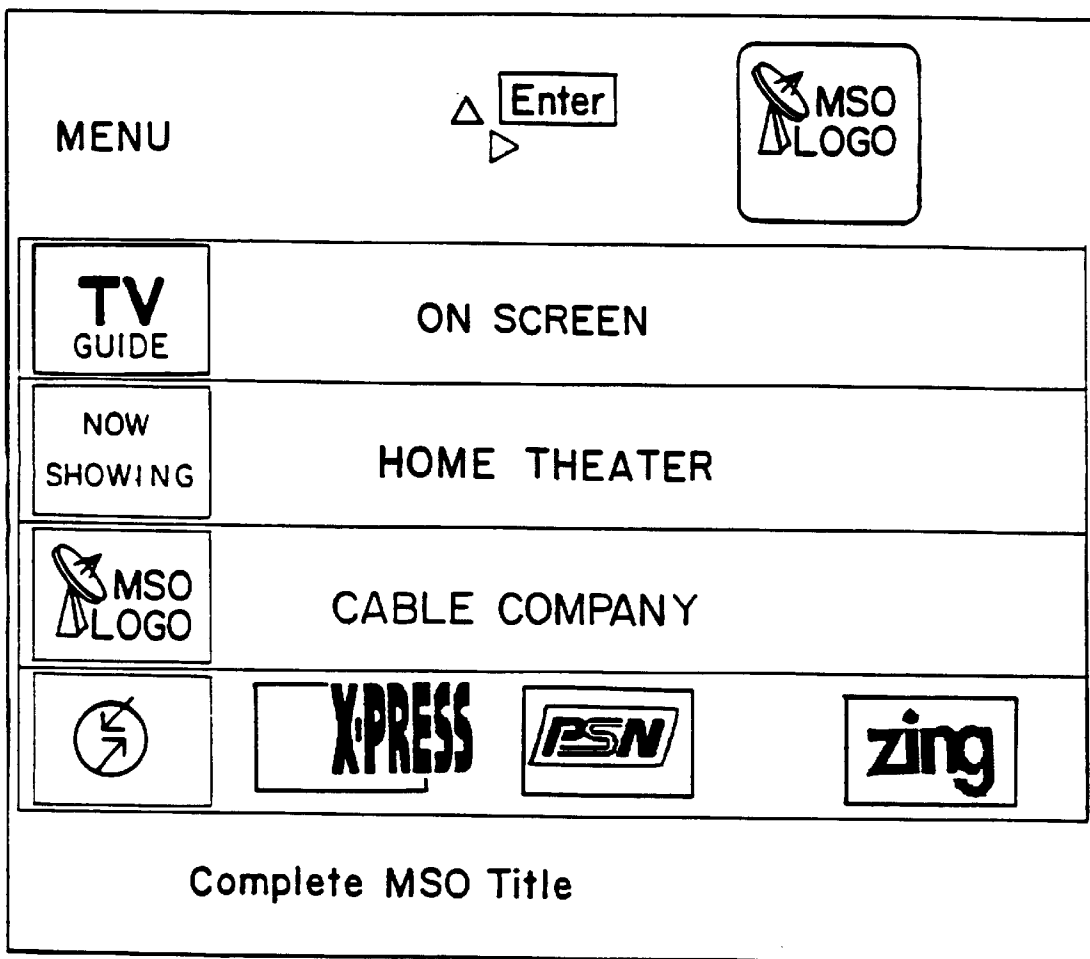 MENU
Enter
MSO
LOGO
TV
GUIDE
ON SCREEN
NOW
SHOWING
HOME THEATER
MSO
LOGO
CABLE COMPANY
X·PRESS
PSN
zing
Complete MSO Title